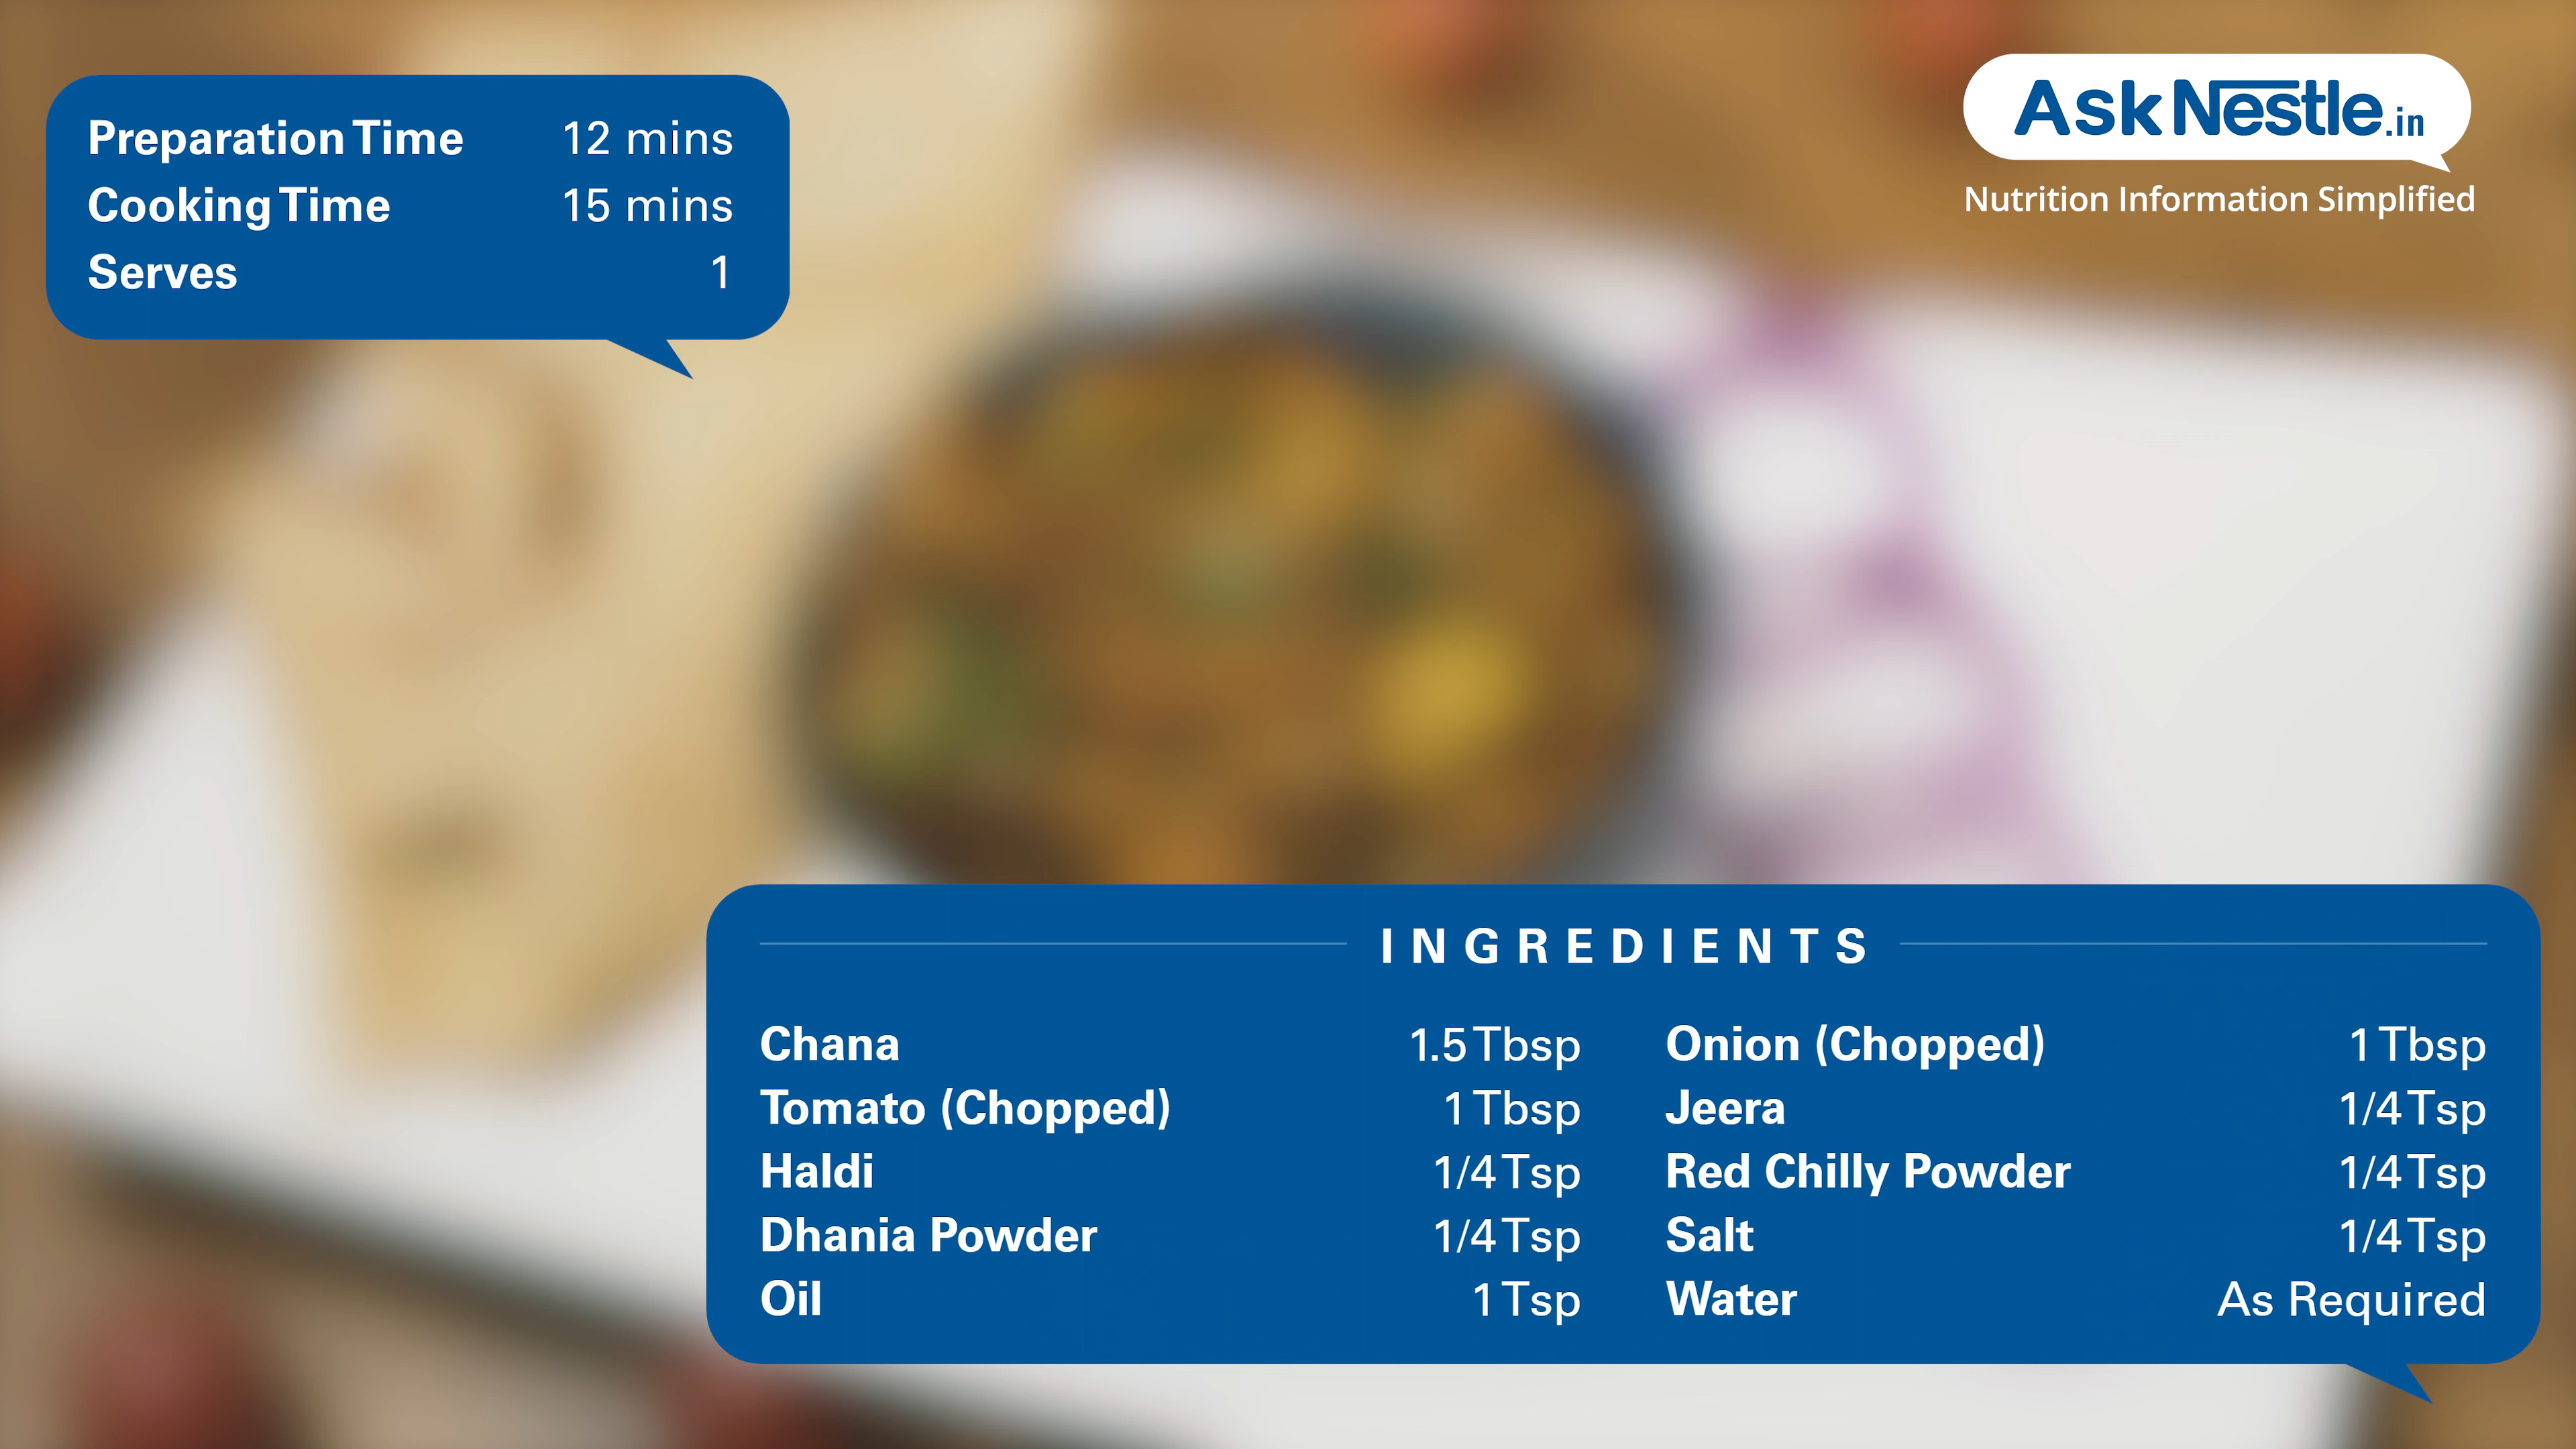 Preparation Time 12 mins
Cooking Time 15 mins
Serves 1
AskNestle.in
Nutrition Information Simplified
INGREDIENTS
Chana 1.5 Tbsp Onion (Chopped) 1 Tbsp
Tomato (Chopped) 1 Tbsp Jeera 1/4 Tsp
Haldi 1/4 Tsp Red Chilly Powder 1/4 Tsp
Dhania Powder 1/4 Tsp Salt 1/4 Tsp
Oil 1 Tsp Water As Required